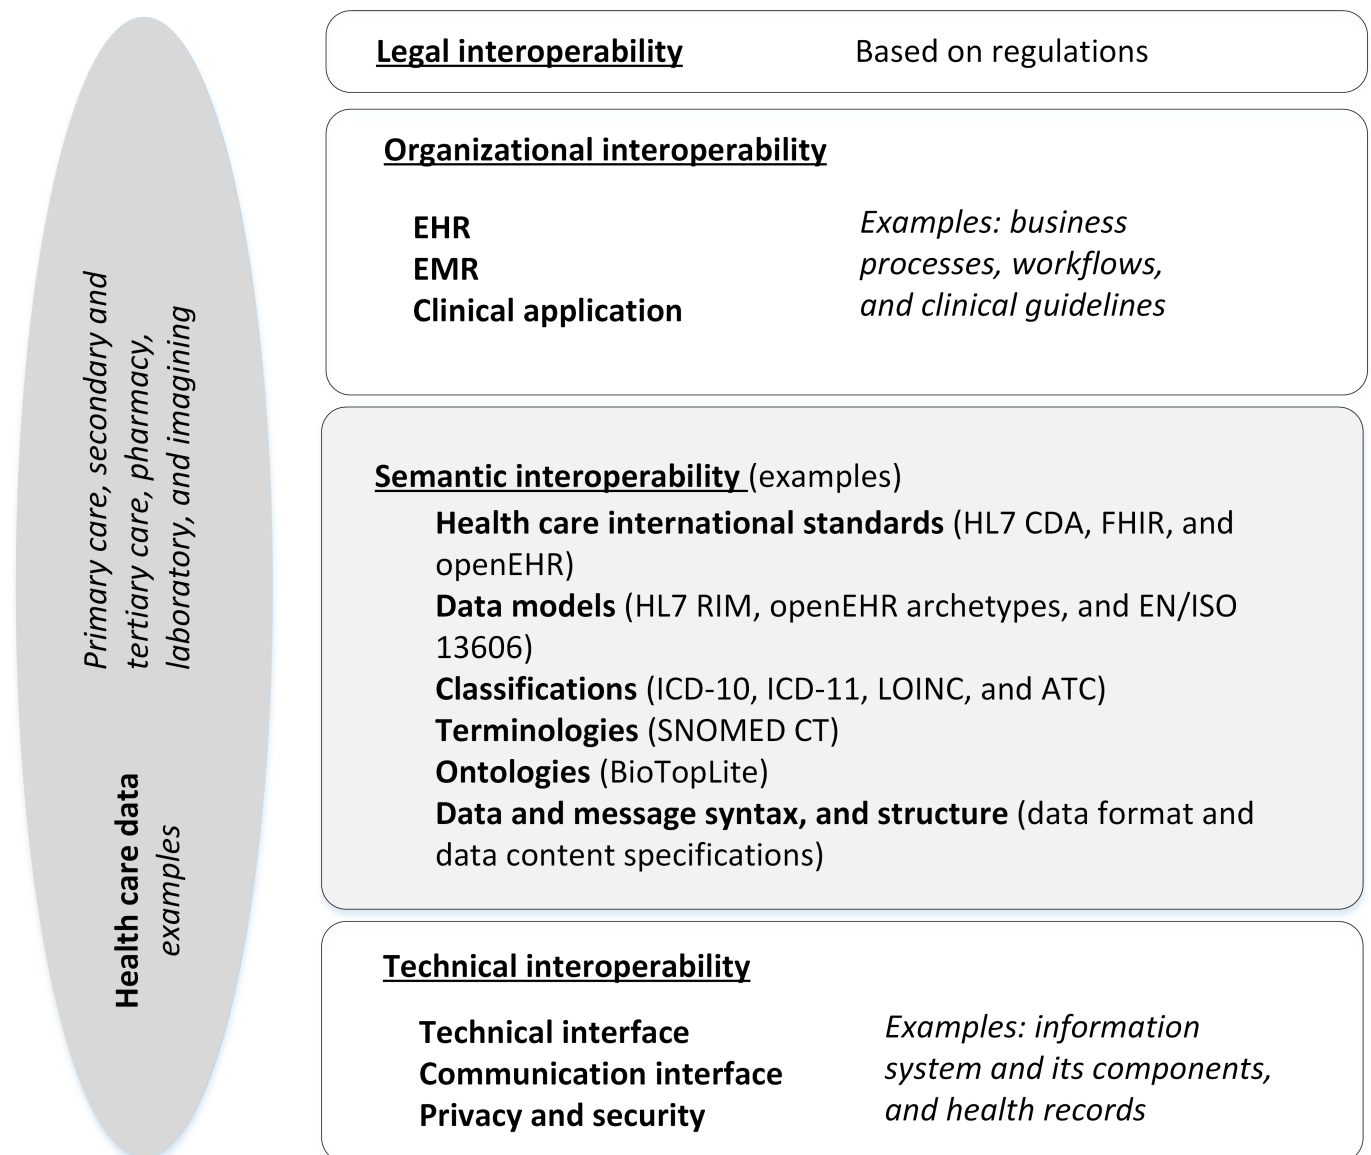 Primary care, secondary and
tertiary care, pharmacy,
laboratory, and imagining
Health care data
examples
Legal interoperability
Based on regulations
Organizational interoperability
EHR
EMR
Clinical application
Examples: business
processes, workflows,
and clinical guidelines
Semantic interoperability (examples)
Health care international standards (HL7 CDA, FHIR, and
openEHR)
Data models (HL7 RIM, openEHR archetypes, and EN/ISO
13606)
Classifications (ICD-10, ICD-11, LOINC, and ATC)
Terminologies (SNOMED CT)
Ontologies (BioTopLite)
Data and message syntax, and structure (data format and
data content specifications)
Technical interoperability
Technical interface
Communication interface
Privacy and security
Examples: information
system and its components,
and health records